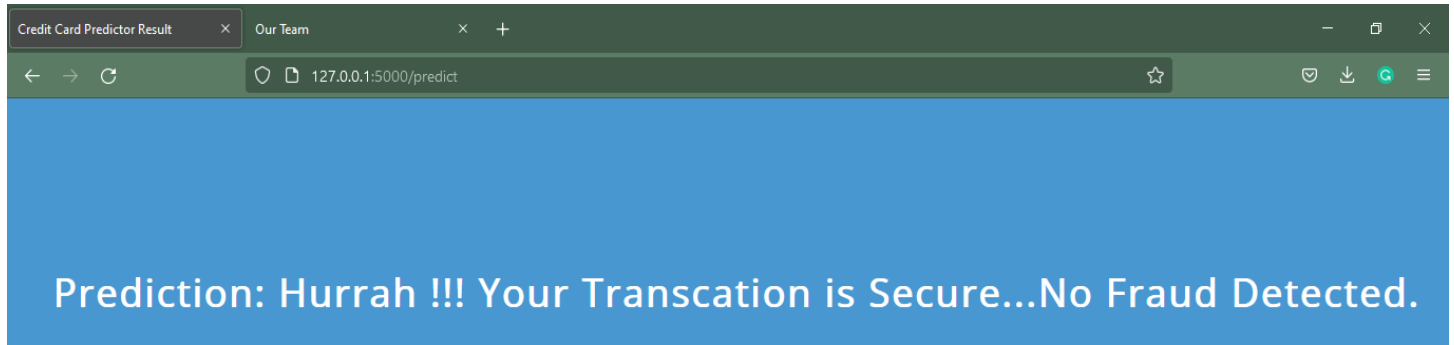 Credit Card Predictor Result
Our Team
127.0.0.1:5000/predict
G
Prediction: Hurrah !!! Your Transcation is Secure...No Fraud Detected.